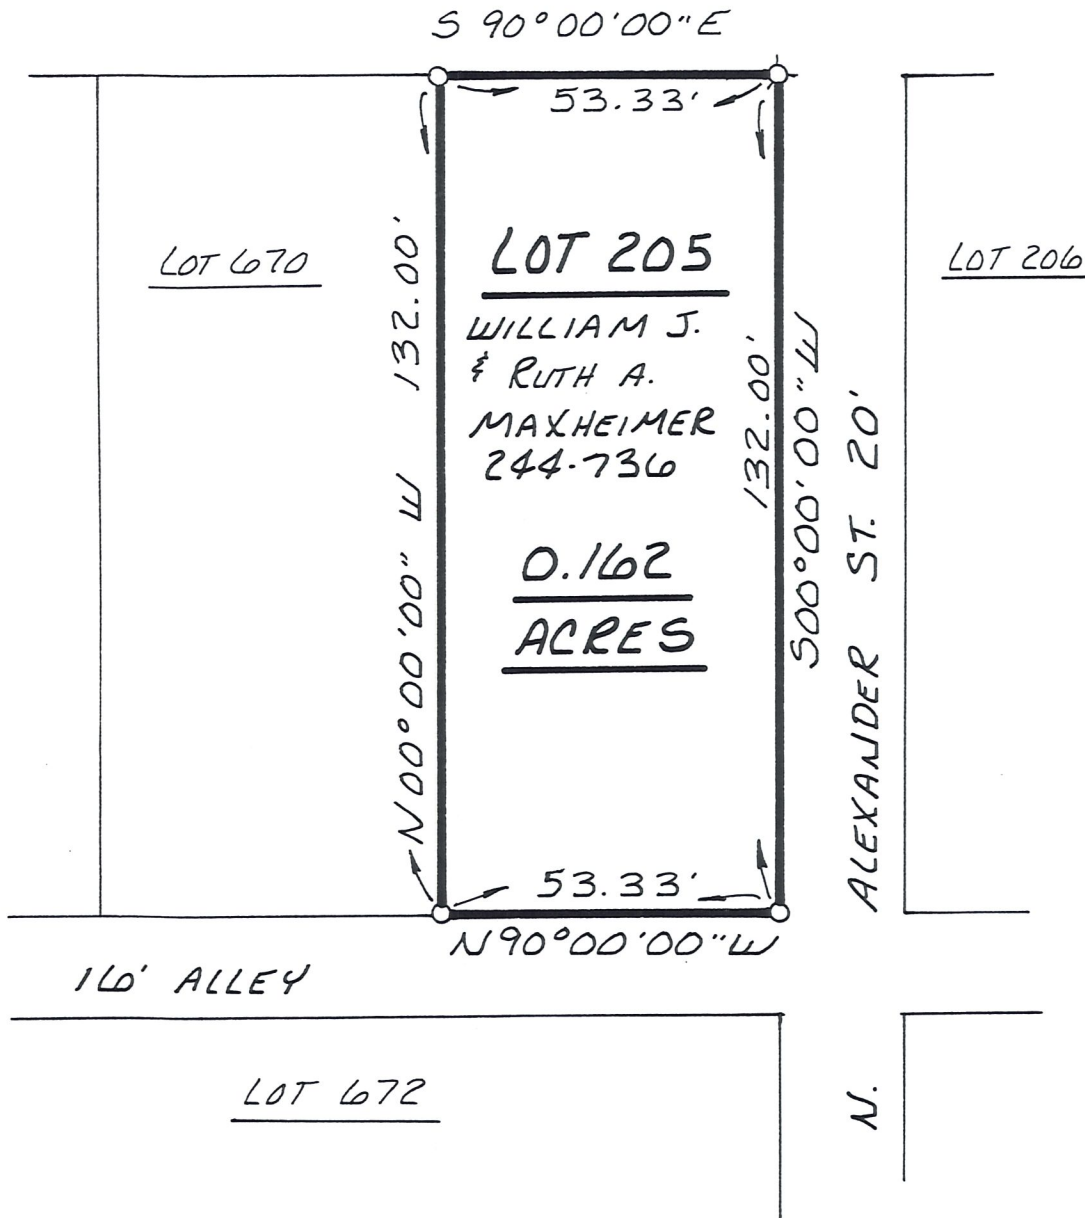 S 90°00'00"E
53.33'
LOT 670
132.00'
N00°00'00" W
LOT 205
WILLIAM J.
& RUTH A.
MAXHEIMER
244-736
0.162
ACRES
132.00'
S00°00'00"W
N. ALEXANDER ST. 20'
LOT 206
53.33'
N90°00'00"W
16' ALLEY
LOT 672